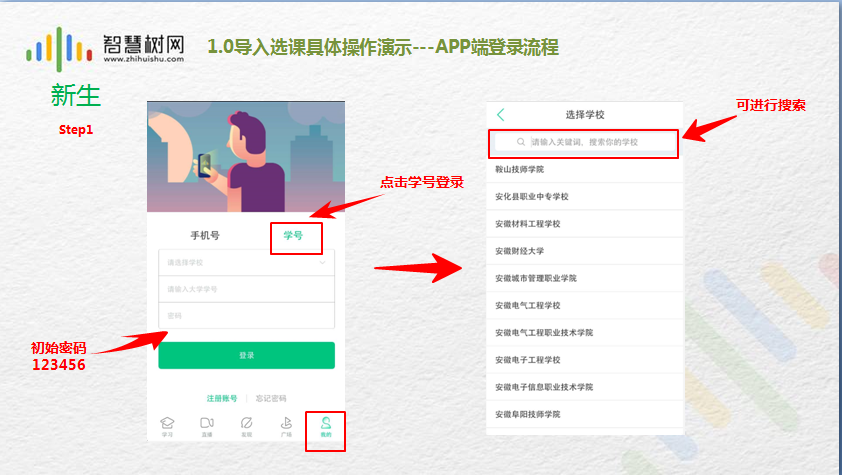 智慧树网
www.zhihuishu.com
1.0导入选课具体操作演示---APP端登录流程
新生
Step1
点击学号登录
手机号
学号
请选择学校
请输入大学学号
密码
初始密码
123456
登录
注册账号
忘记密码
学习
直播
发现
广场
我的
可进行搜索
选择学校
请输入关键词，搜索你的学校
鞍山技师学院
安化县职业中专学校
安徽材料工程学校
安徽财经大学
安徽城市管理职业学院
安徽电气工程学校
安徽电气工程职业技术学院
安徽电子工程学校
安徽电子信息职业技术学院
安徽阜阳技师学院